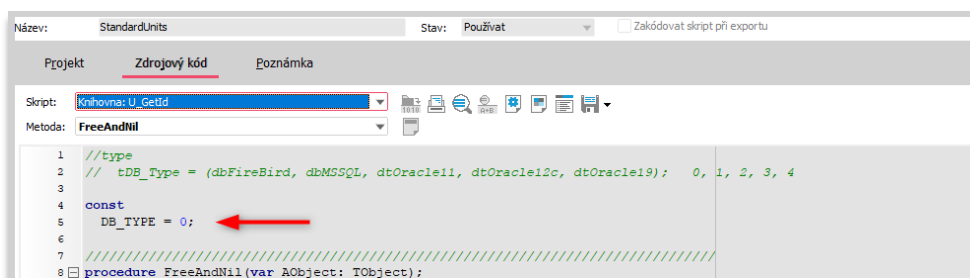 Název: StandardUnits Stav: Používat Zakódovat skript při exportu
Projekt Zdrojový kód Poznámka
Skript: Knihovna: U_GetId
Metoda: FreeAndNil
1 //type
2 // tDB_Type = (dbFireBird, dbMSSQL, dtOracle11, dtOracle12c, dtOracle19); 0, 1, 2, 3, 4
3
4 const
5 DB_TYPE = 0;
6
7 ////////////////////////////////////////////////////////////////////////////////
8 procedure FreeAndNil(var AObject: TObject);